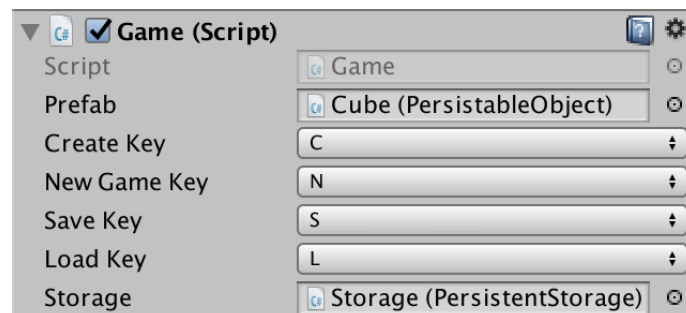 Game (Script)
Script Game
Prefab Cube (PersistableObject)
Create Key C
New Game Key N
Save Key S
Load Key L
Storage Storage (PersistentStorage)